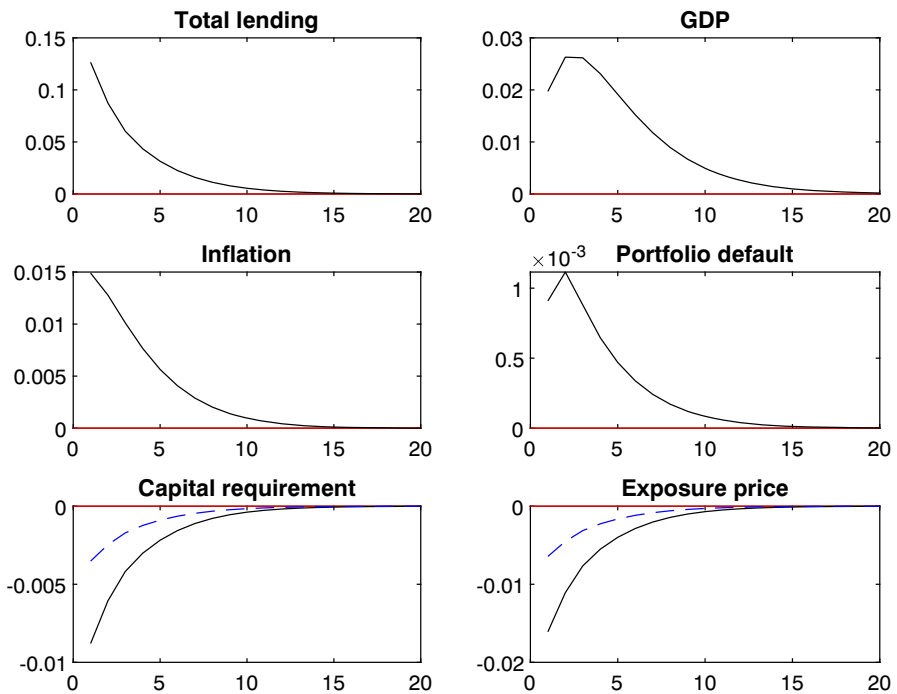 Total lending
0.15
0.1
0.05
0
0 5 10 15 20
GDP
0.03
0.02
0.01
0
0 5 10 15 20
Inflation
0.015
0.01
0.005
0
0 5 10 15 20
×10⁻³ Portfolio default
1
0.5
0
0 5 10 15 20
Capital requirement
0
-0.005
-0.01
0 5 10 15 20
Exposure price
0
-0.01
-0.02
0 5 10 15 20